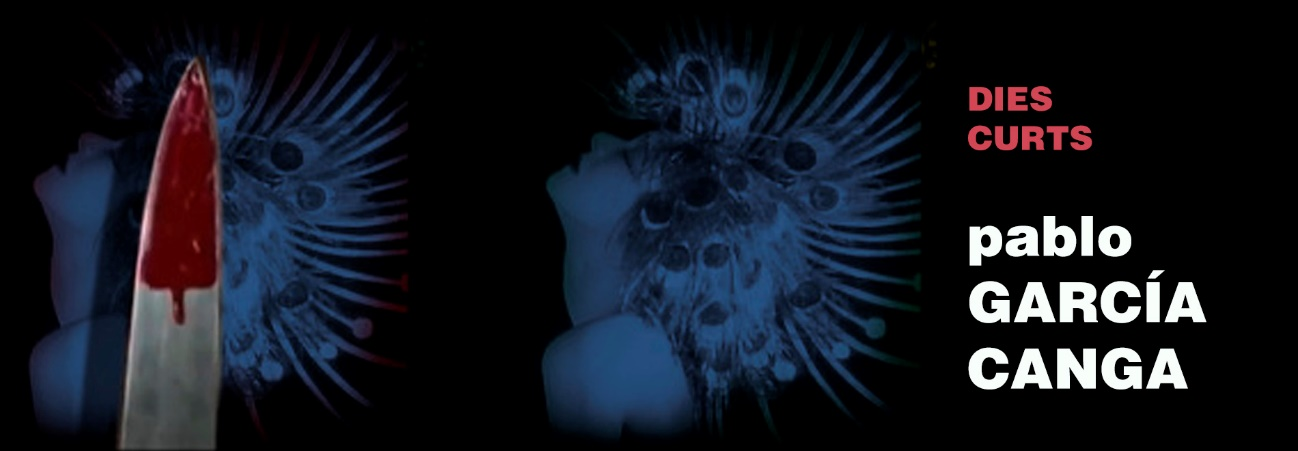 DIES
CURTS
pablo
GARCÍA
CANGA